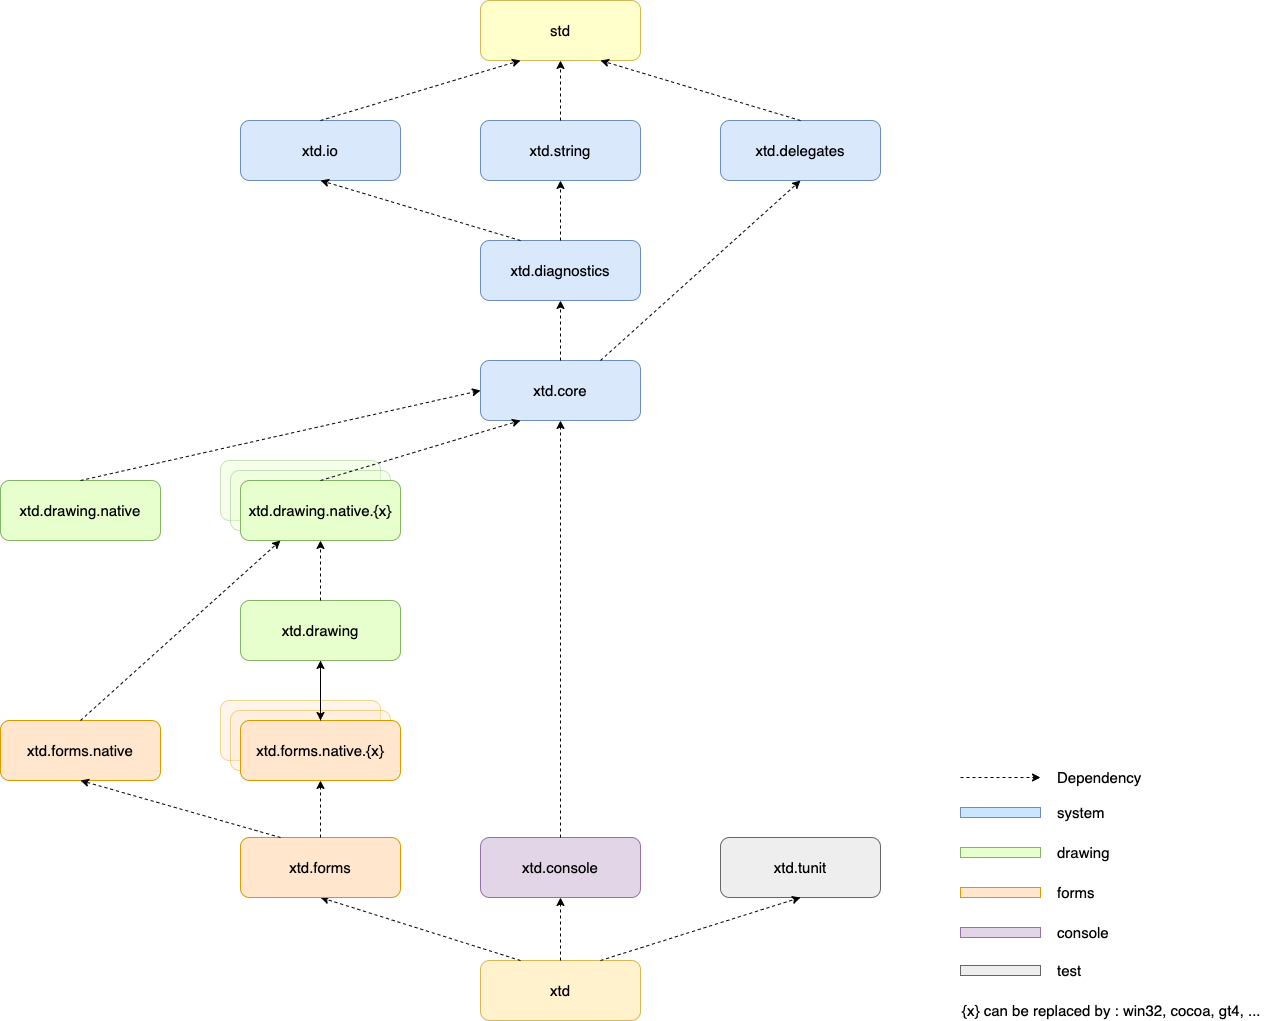 std
xtd.io
xtd.string
xtd.delegates
xtd.diagnostics
xtd.core
xtd.drawing.native
xtd.drawing.native.{x}
xtd.drawing
xtd.forms.native
xtd.forms.native.{x}
xtd.forms
xtd.console
xtd.tunit
xtd
Dependency
system
drawing
forms
console
test
{x} can be replaced by : win32, cocoa, gt4, ...